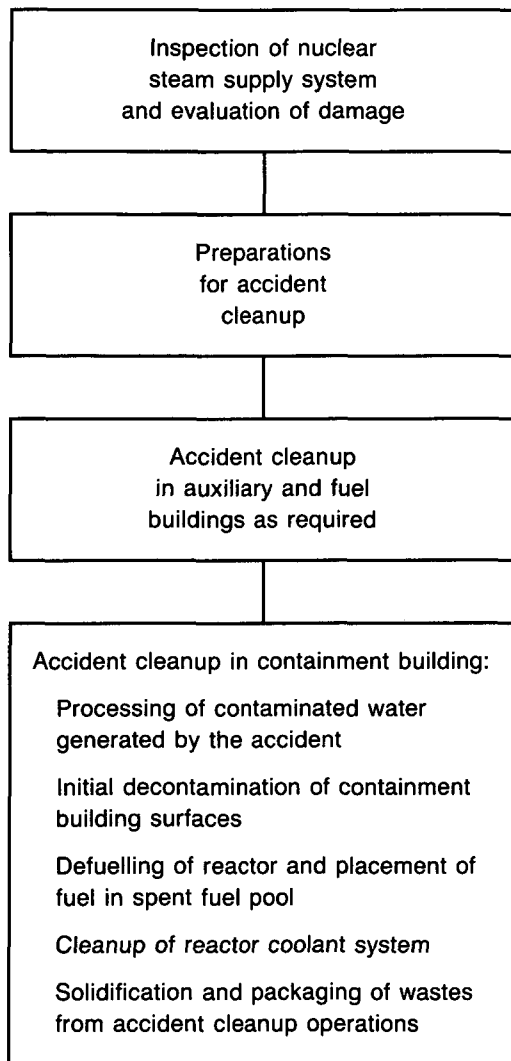 Inspection of nuclear
steam supply system
and evaluation of damage
Preparations
for accident
cleanup
Accident cleanup
in auxiliary and fuel
buildings as required
Accident cleanup in containment building:
Processing of contaminated water
generated by the accident
Initial decontamination of containment
building surfaces
Defuelling of reactor and placement of
fuel in spent fuel pool
Cleanup of reactor coolant system
Solidification and packaging of wastes
from accident cleanup operations